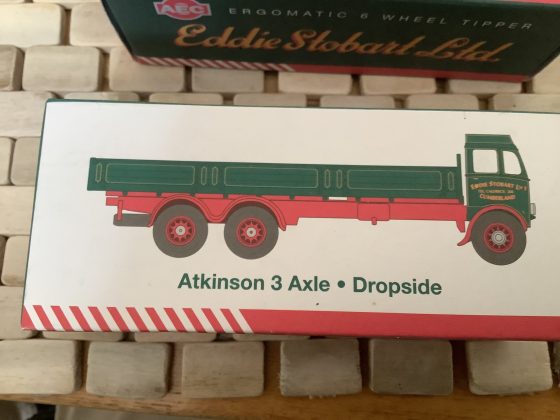 AEC
ERGOMATIC 6 WHEEL TIPPER
Eddie Stobart Ltd.
EDDIE STOBART LTD
CUMBERLAND
Atkinson 3 Axle • Dropside